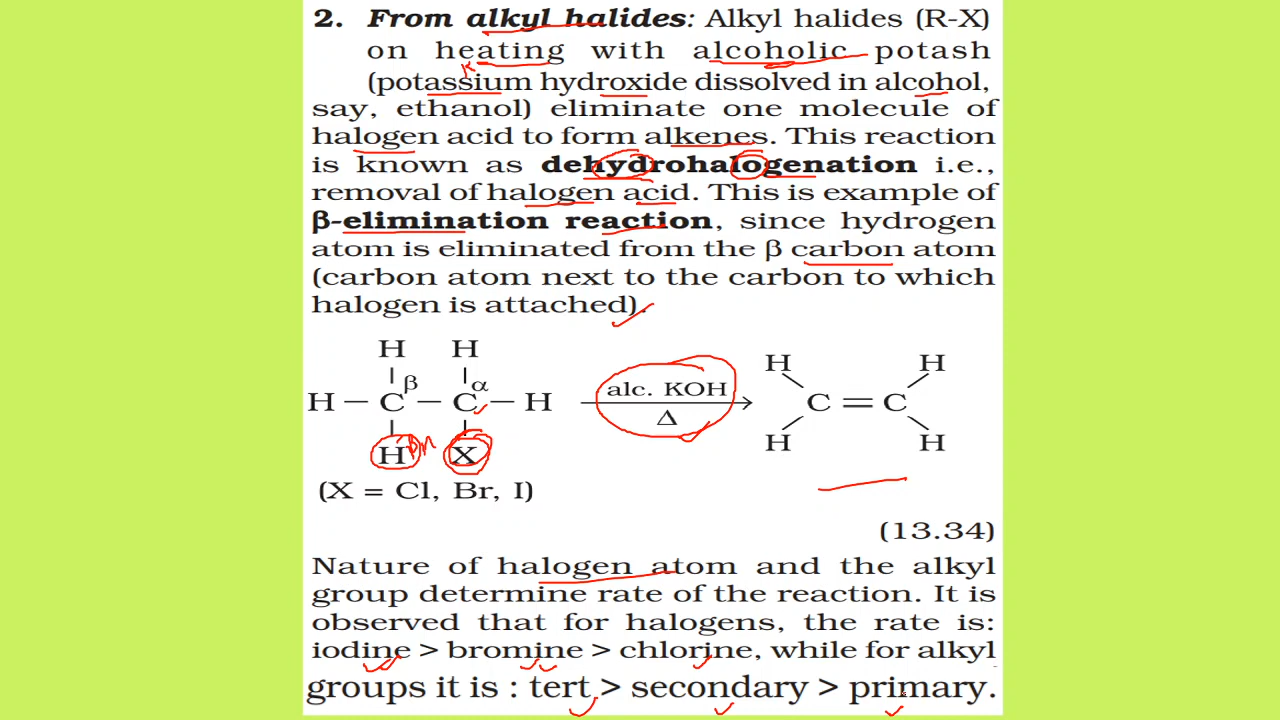 2. From alkyl halides: Alkyl halides (R-X)
on heating with alcoholic potash
K
(potassium hydroxide dissolved in alcohol,
say, ethanol) eliminate one molecule of
halogen acid to form alkenes. This reaction
is known as dehydrohalogenation i.e.,
removal of halogen acid. This is example of
β-elimination reaction, since hydrogen
atom is eliminated from the β carbon atom
(carbon atom next to the carbon to which
halogen is attached).
H H
β α
H – C – C – H
H X
alc. KOH
Δ
H H
C = C
H H
(X = Cl, Br, I)
(13.34)
Nature of halogen atom and the alkyl
group determine rate of the reaction. It is
observed that for halogens, the rate is:
iodine > bromine > chlorine, while for alkyl
groups it is : tert > secondary > primary.